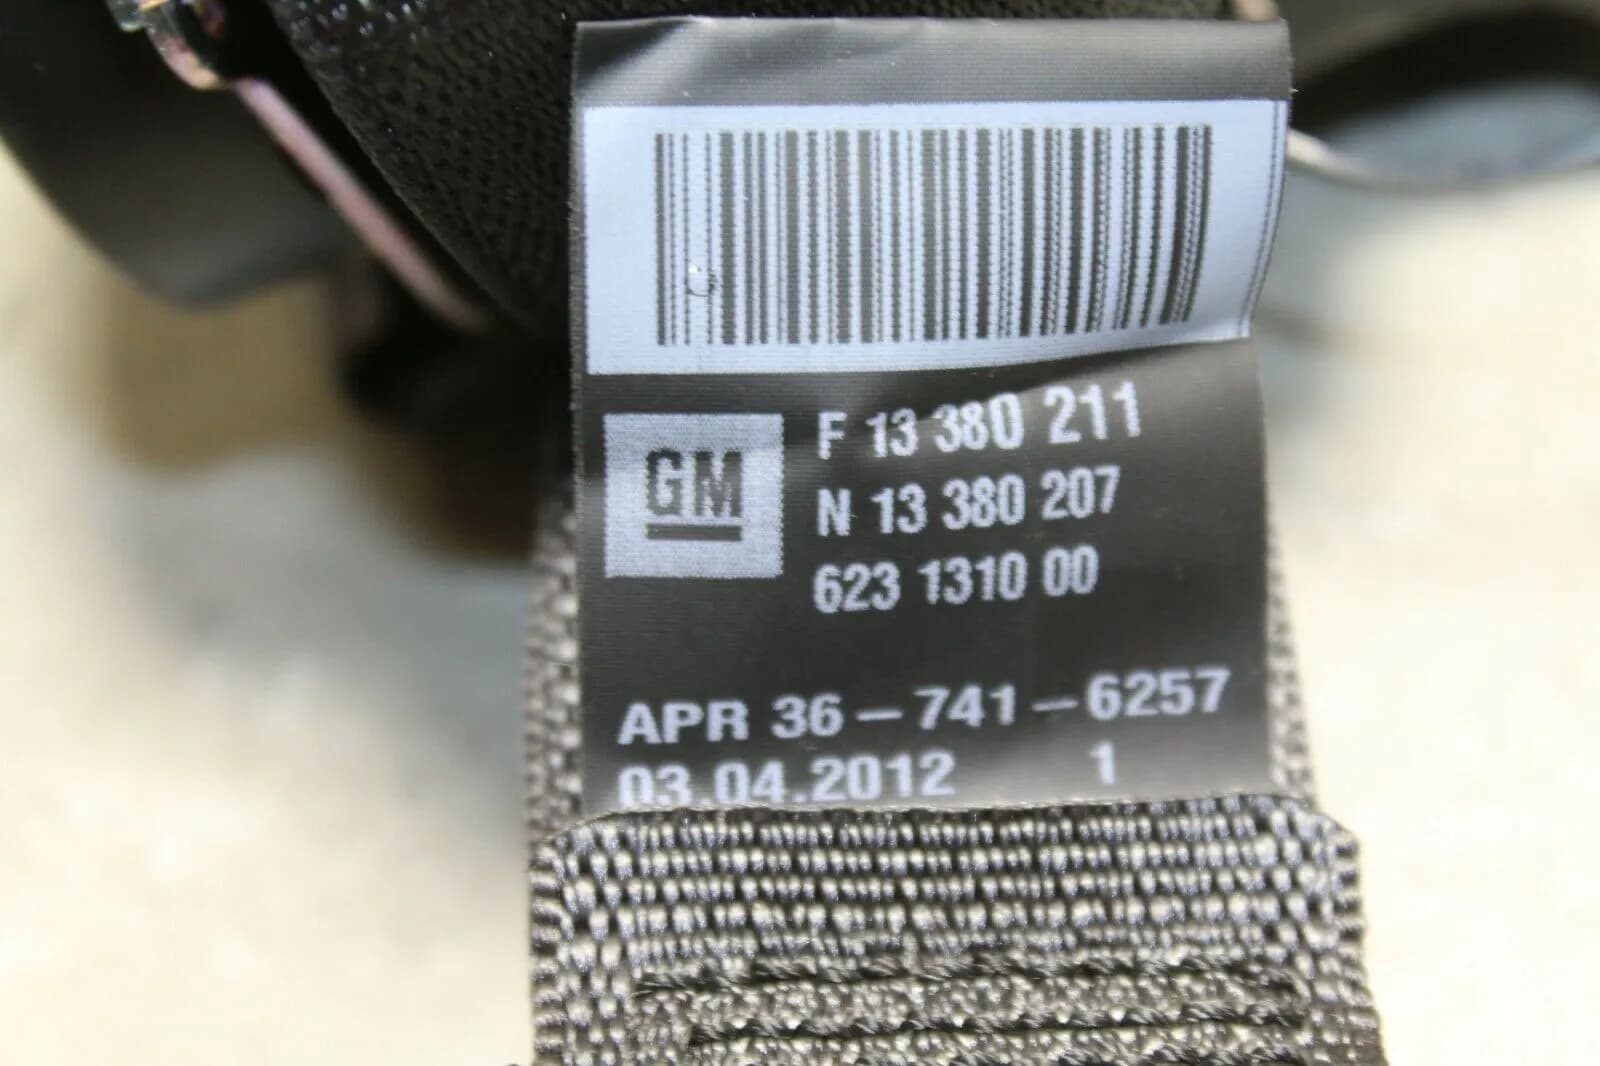 GM
F 13 380 211
N 13 380 207
623 1310 00
APR 36-741-6257
03.04.2012 1